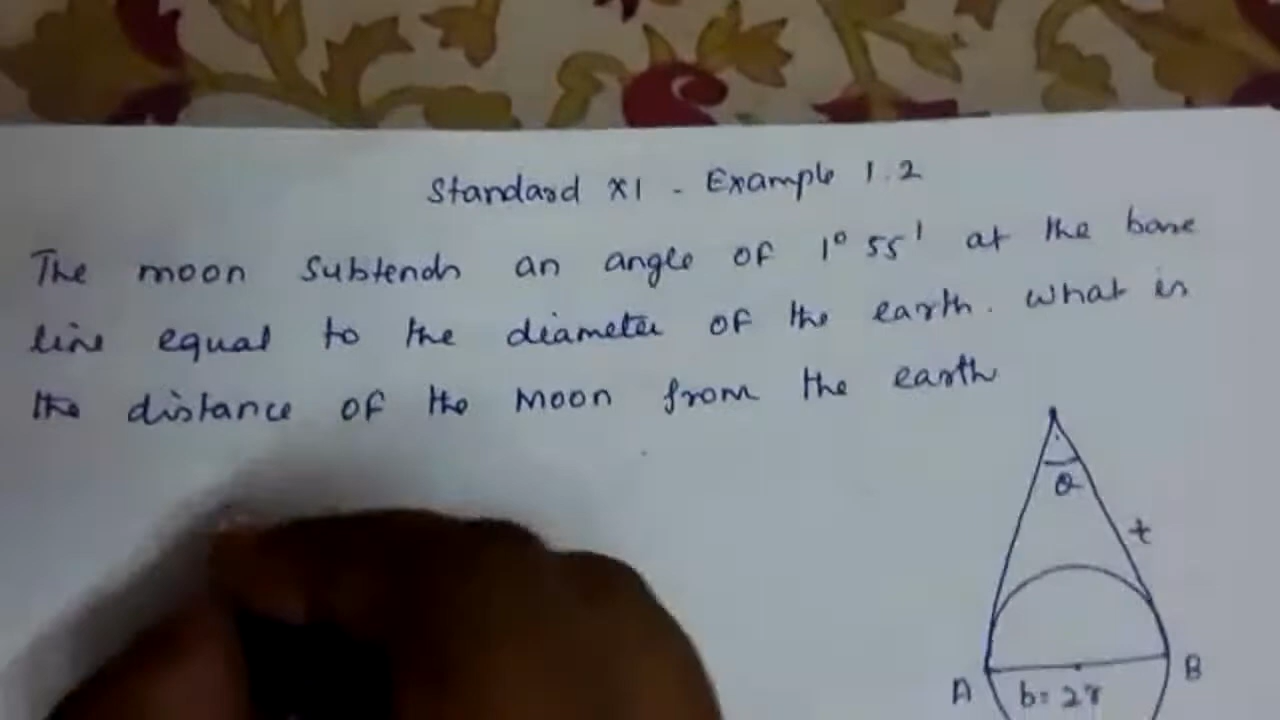 Standard XI - Example 1.2
The moon subtends an angle of 1° 55' at the base
line equal to the diameter of the earth. What is
the distance of the Moon from the earth
θ
x
A
B
b= 2r